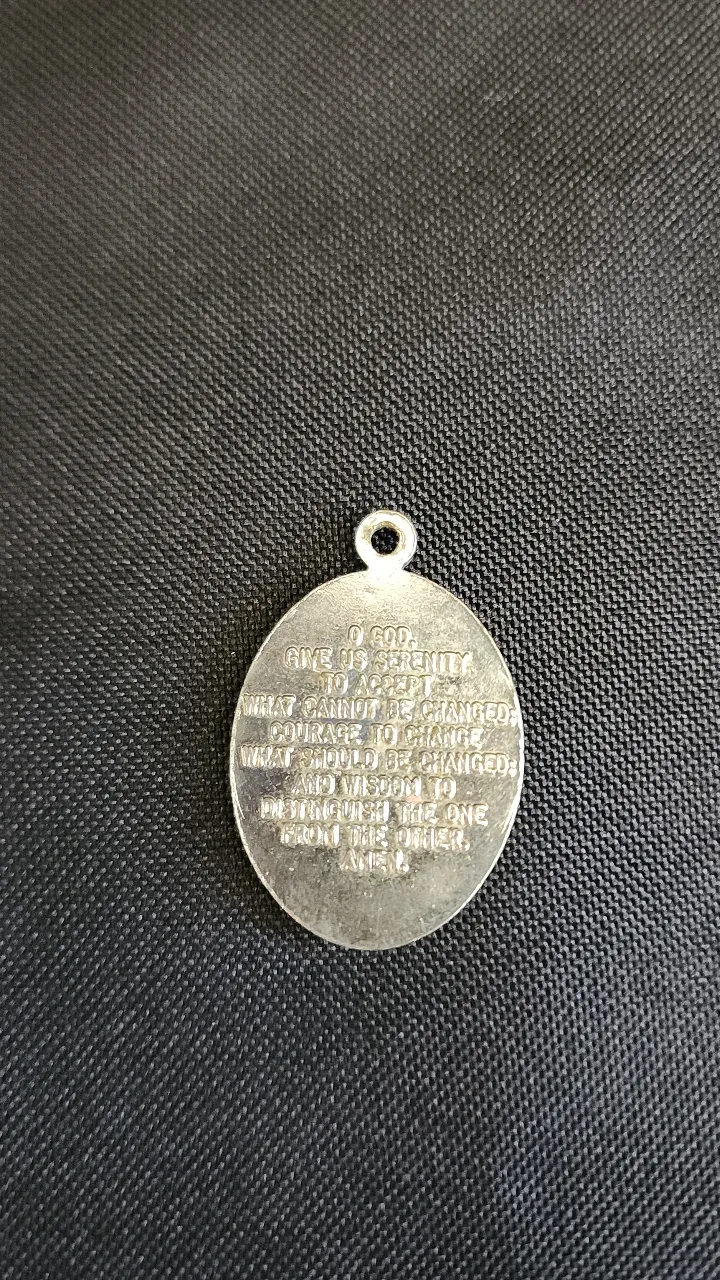 O GOD,
GIVE US SERENITY
TO ACCEPT
WHAT CANNOT BE CHANGED;
COURAGE TO CHANGE
WHAT SHOULD BE CHANGED;
AND WISDOM TO
DISTINGUISH THE ONE
FROM THE OTHER.
AMEN.